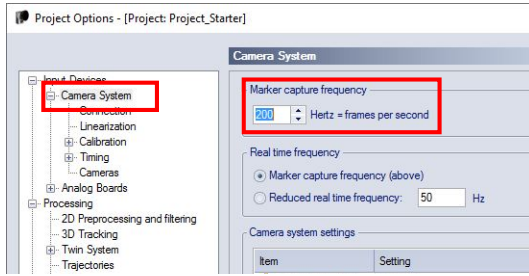 Project Options - [Project: Project_Starter]
Camera System
Input Devices
Camera System
Connection
Linearization
Calibration
Timing
Cameras
Analog Boards
Processing
2D Preprocessing and filtering
3D Tracking
Twin System
Trajectories
Marker capture frequency
200 Hertz = frames per second
Real time frequency
Marker capture frequency (above)
Reduced real time frequency: 50 Hz
Camera system settings
Item Setting